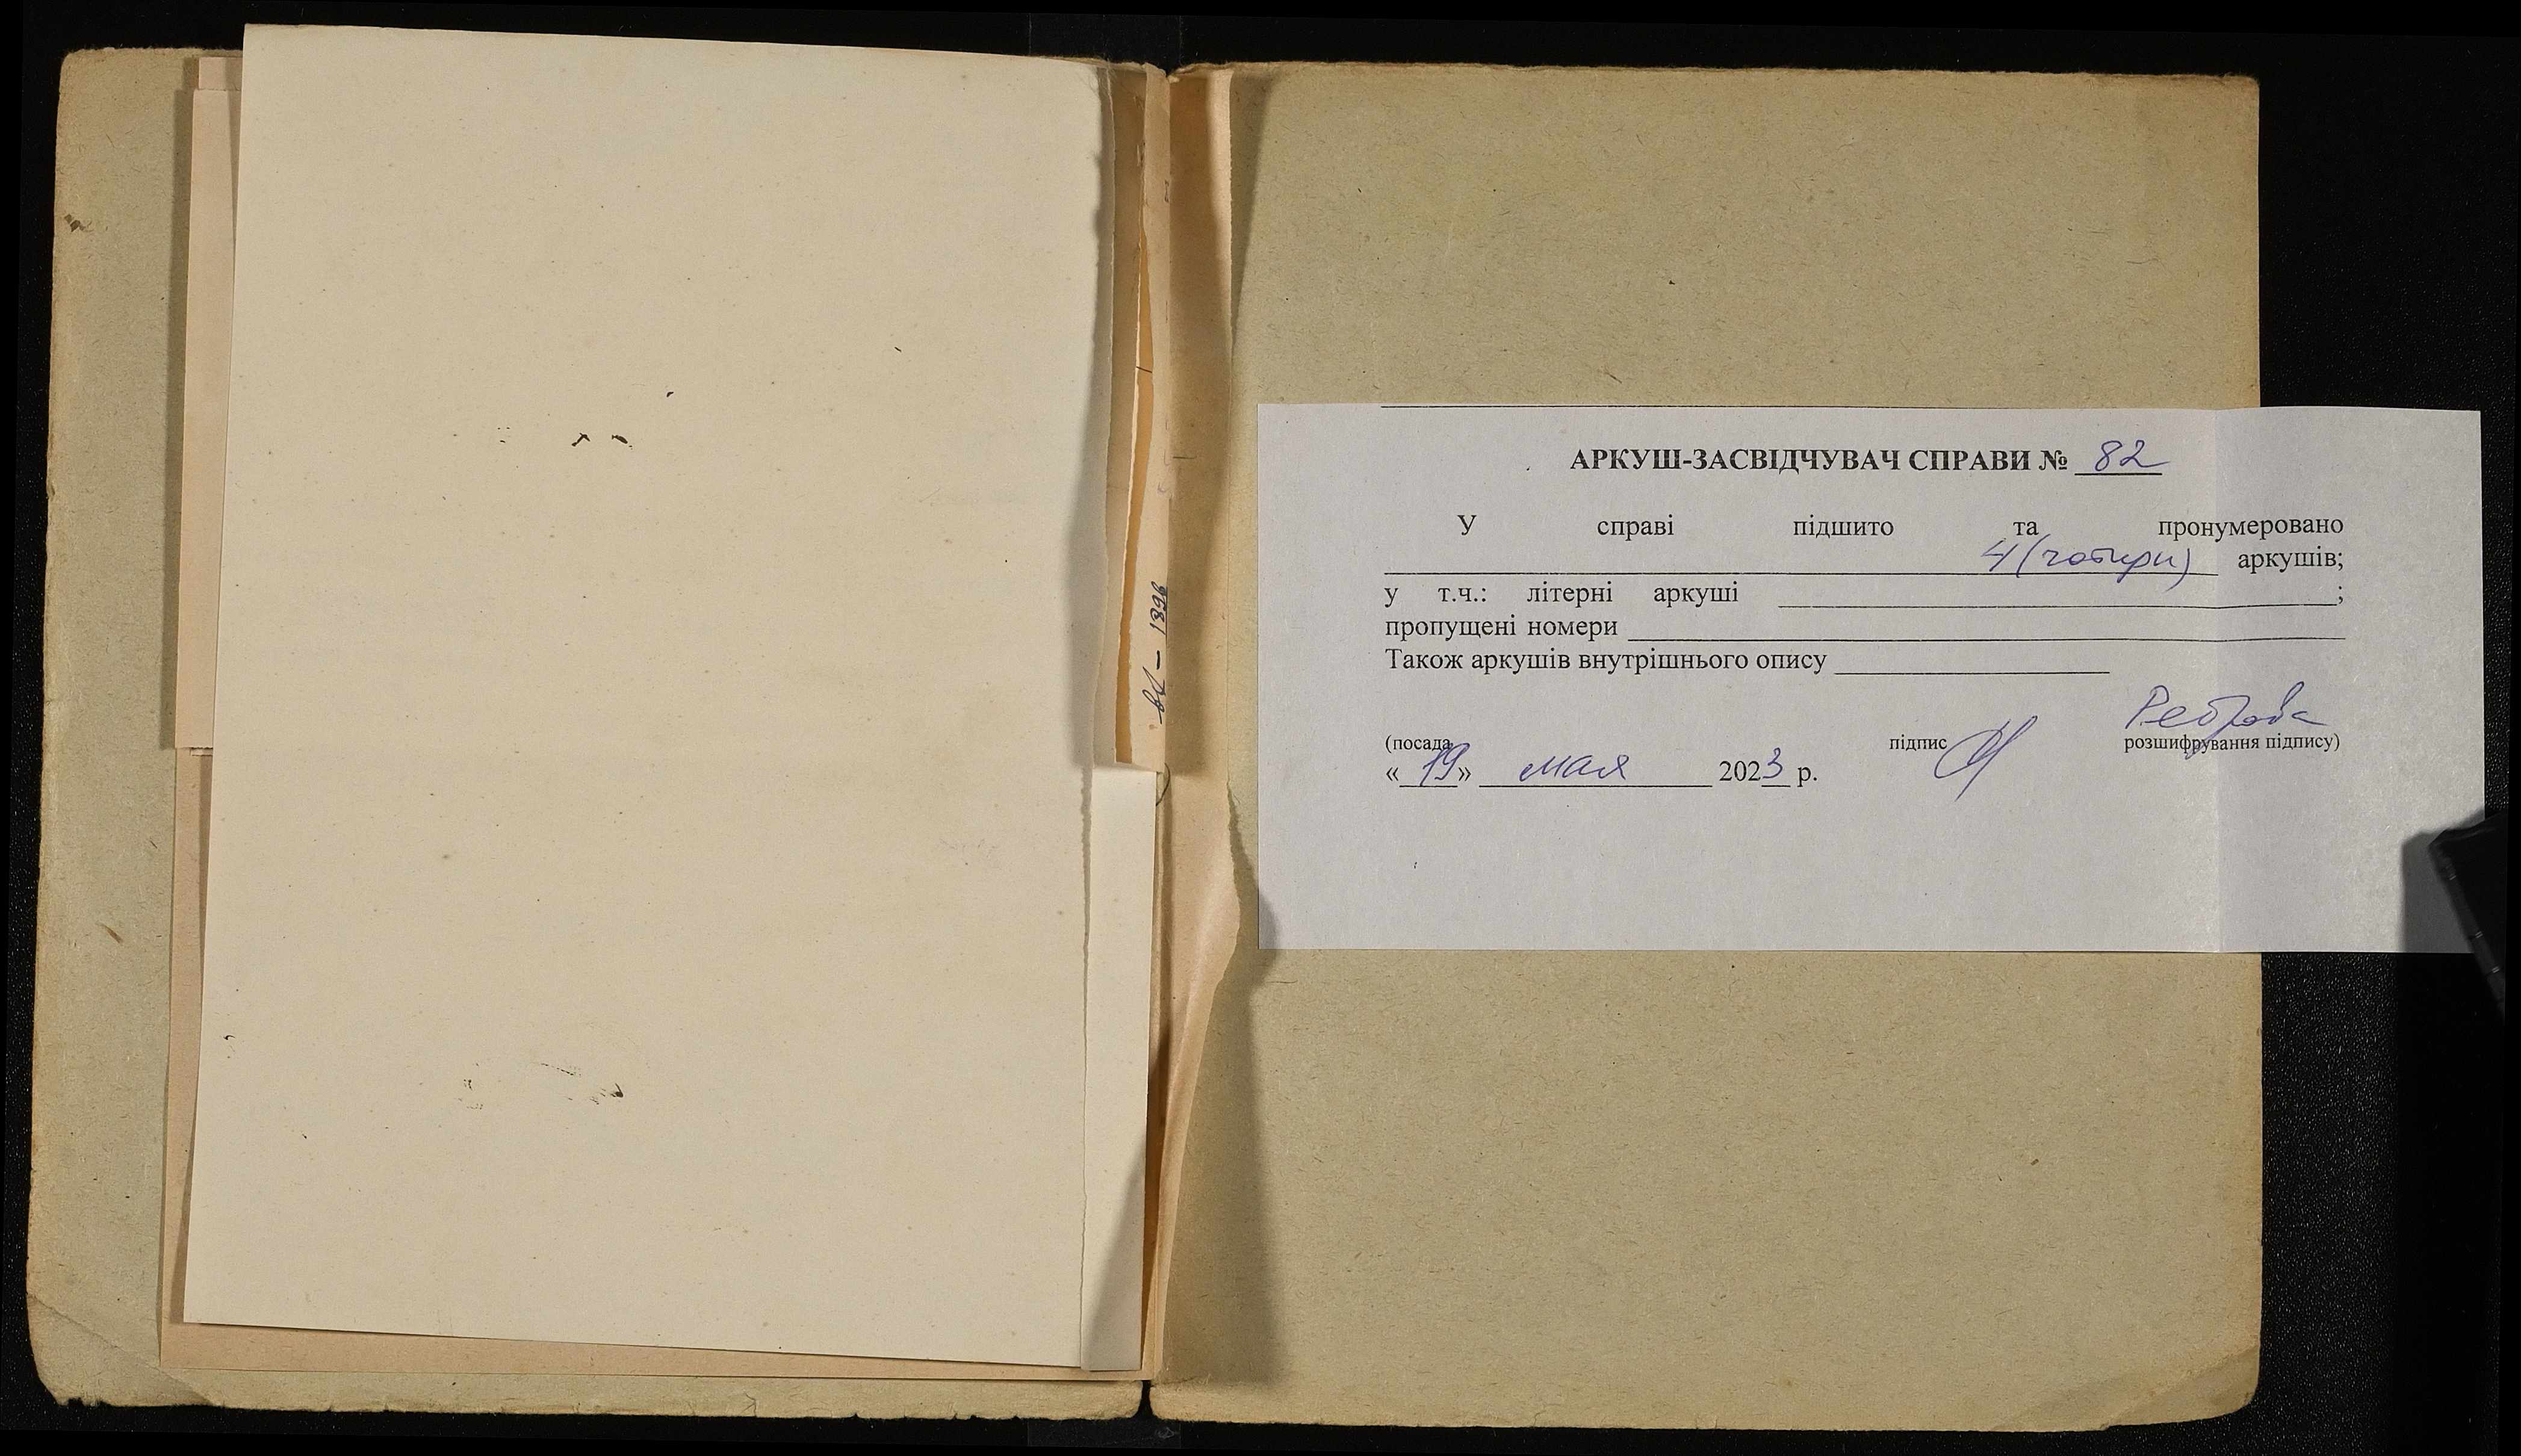 1896
АРКУШ-ЗАСВІДЧУВАЧ СПРАВИ № 82
У справі підшито та пронумеровано
4 (чотири) аркушів;
у т.ч.: літерні аркуші ;
пропущені номери
Також аркушів внутрішнього опису
Реброва
(посада підпис розшифрування підпису)
« 19» мая 2023 р.